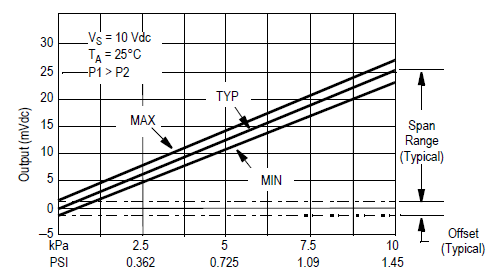 V_S = 10 Vdc
T_A = 25°C
P1 > P2
Output (mVdc)
30
25
20
15
10
5
0
–5
TYP
MAX
MIN
Span
Range
(Typical)
Offset
(Typical)
kPa 2.5 5 7.5 10
PSI 0.362 0.725 1.09 1.45